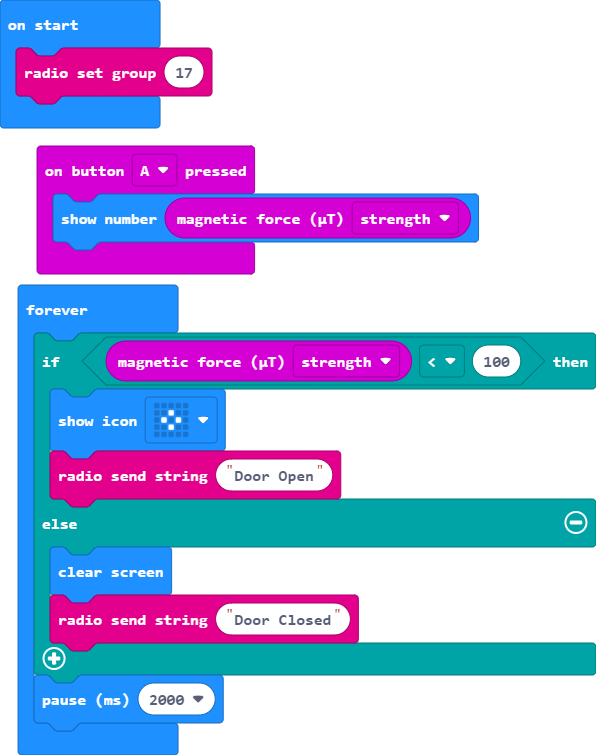 on start
radio set group 17
on button A pressed
show number magnetic force (µT) strength
forever
if magnetic force (µT) strength < 100 then
show icon
radio send string "Door Open"
else
clear screen
radio send string "Door Closed"
pause (ms) 2000